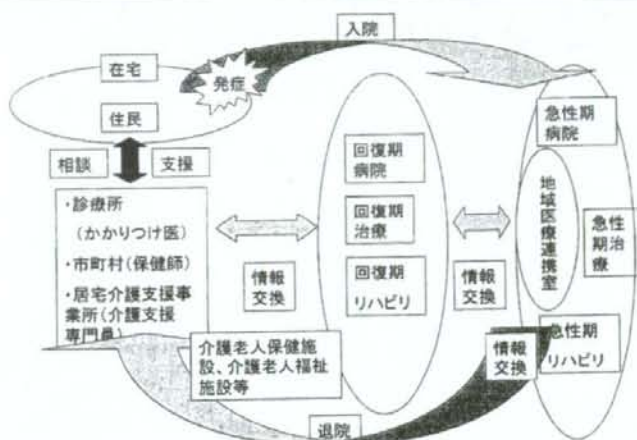 入院
在宅
発症
住民
相談
支援
・診療所
(かかりつけ医)
・市町村(保健師)
・居宅介護支援事
業所(介護支援
専門員)
情報
交換
回復期
病院
回復期
治療
回復期
リハビリ
情報
交換
急性期
病院
地域医療連携室
急性
期治
療
急性期
リハビリ
情報
交換
介護老人保健施
設、介護老人福祉
施設等
退院